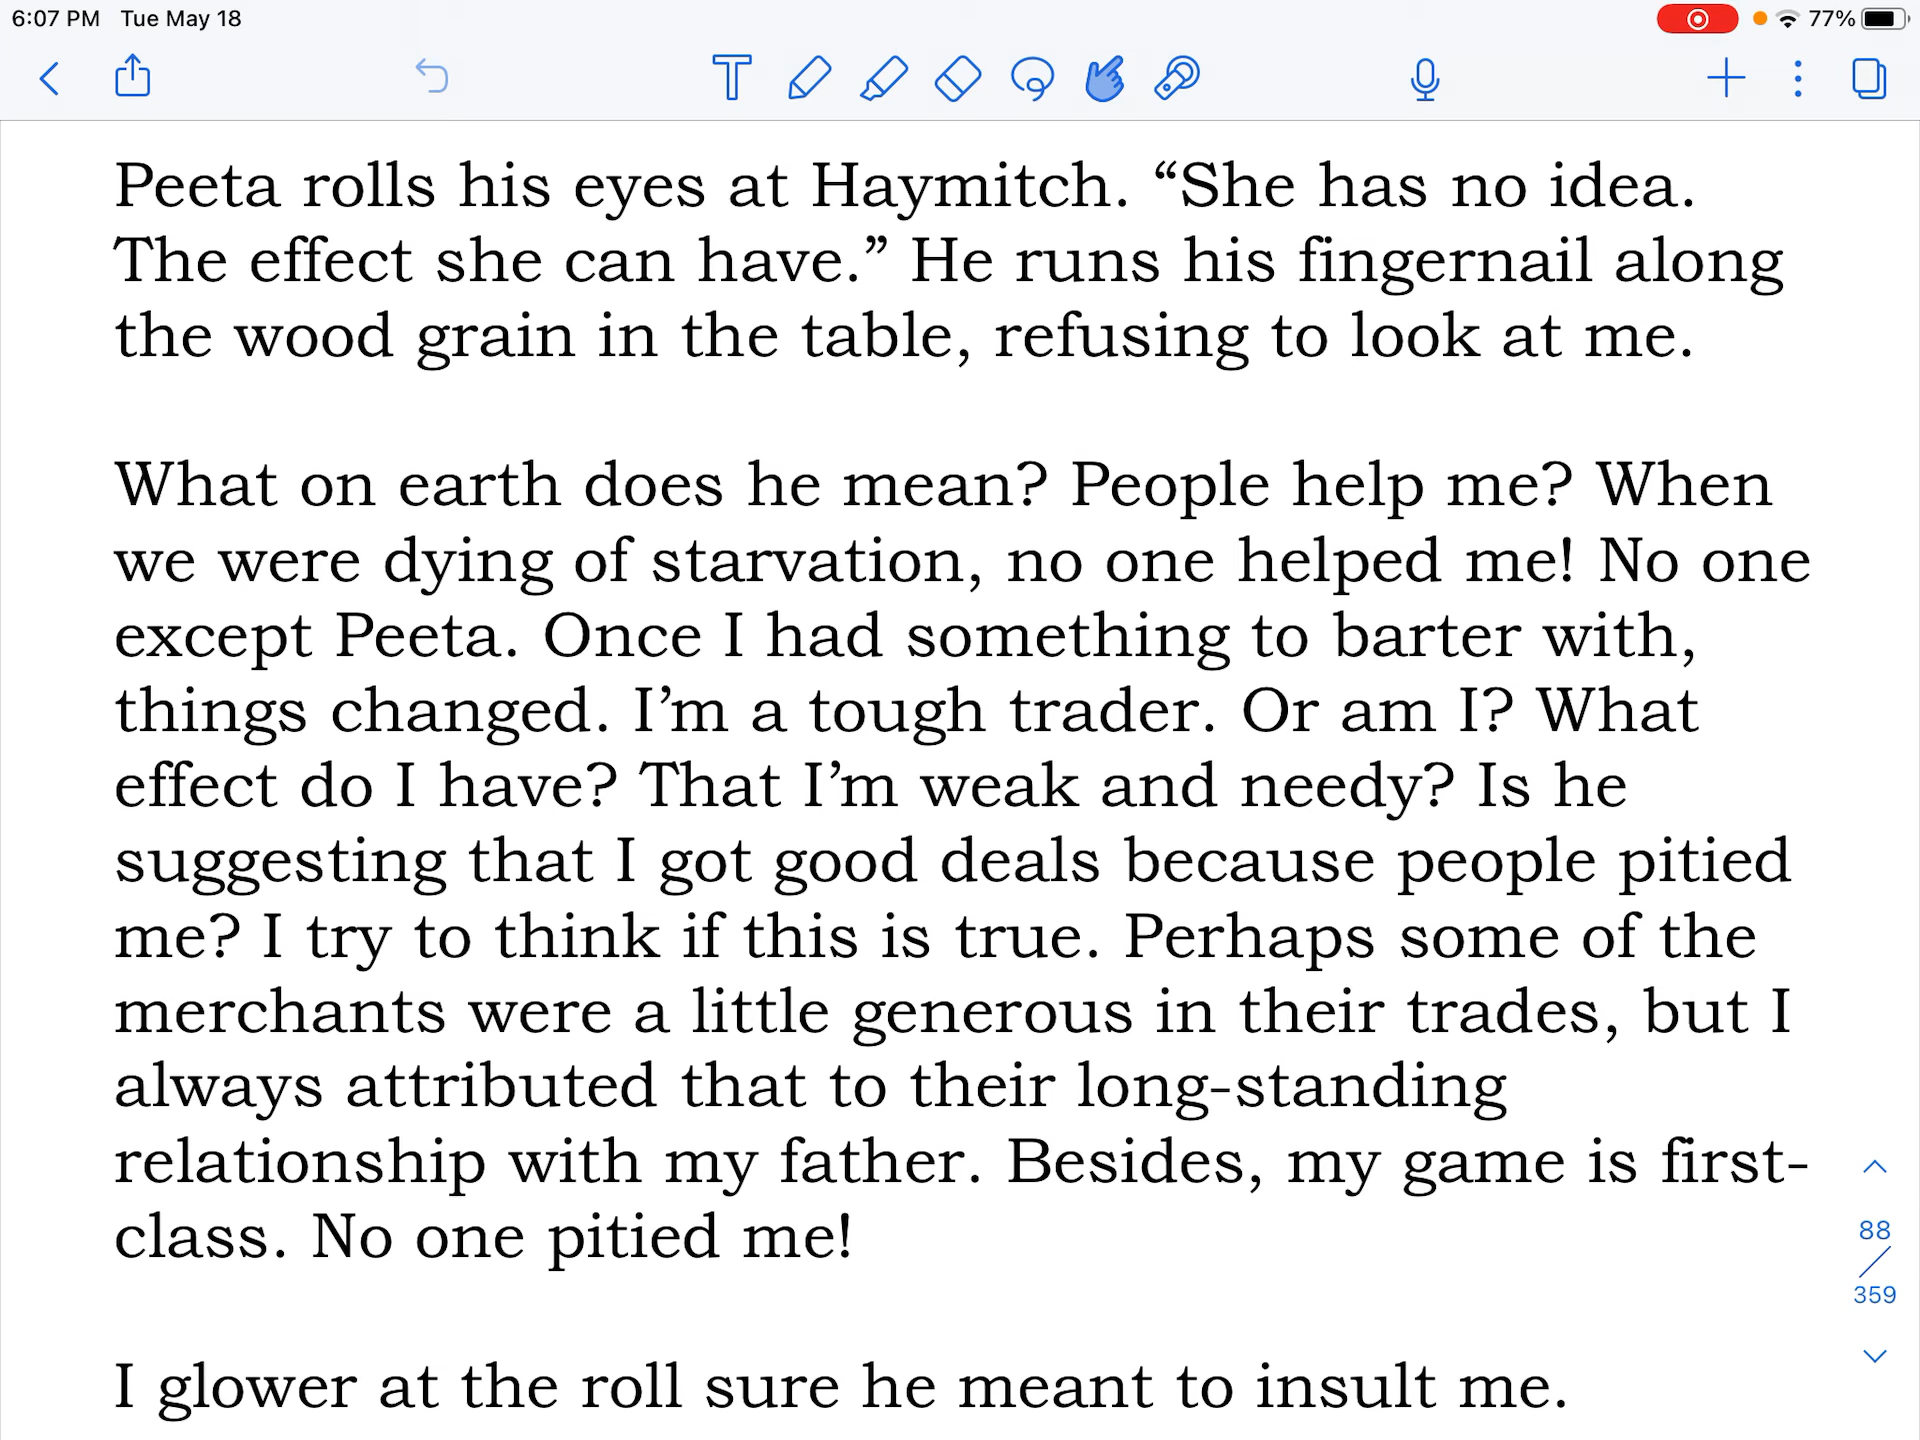 6:07 PM Tue May 18
77%
Peeta rolls his eyes at Haymitch. “She has no idea.
The effect she can have.” He runs his fingernail along
the wood grain in the table, refusing to look at me.
What on earth does he mean? People help me? When
we were dying of starvation, no one helped me! No one
except Peeta. Once I had something to barter with,
things changed. I’m a tough trader. Or am I? What
effect do I have? That I’m weak and needy? Is he
suggesting that I got good deals because people pitied
me? I try to think if this is true. Perhaps some of the
merchants were a little generous in their trades, but I
always attributed that to their long-standing
relationship with my father. Besides, my game is first-
class. No one pitied me!
I glower at the roll sure he meant to insult me.
88
359